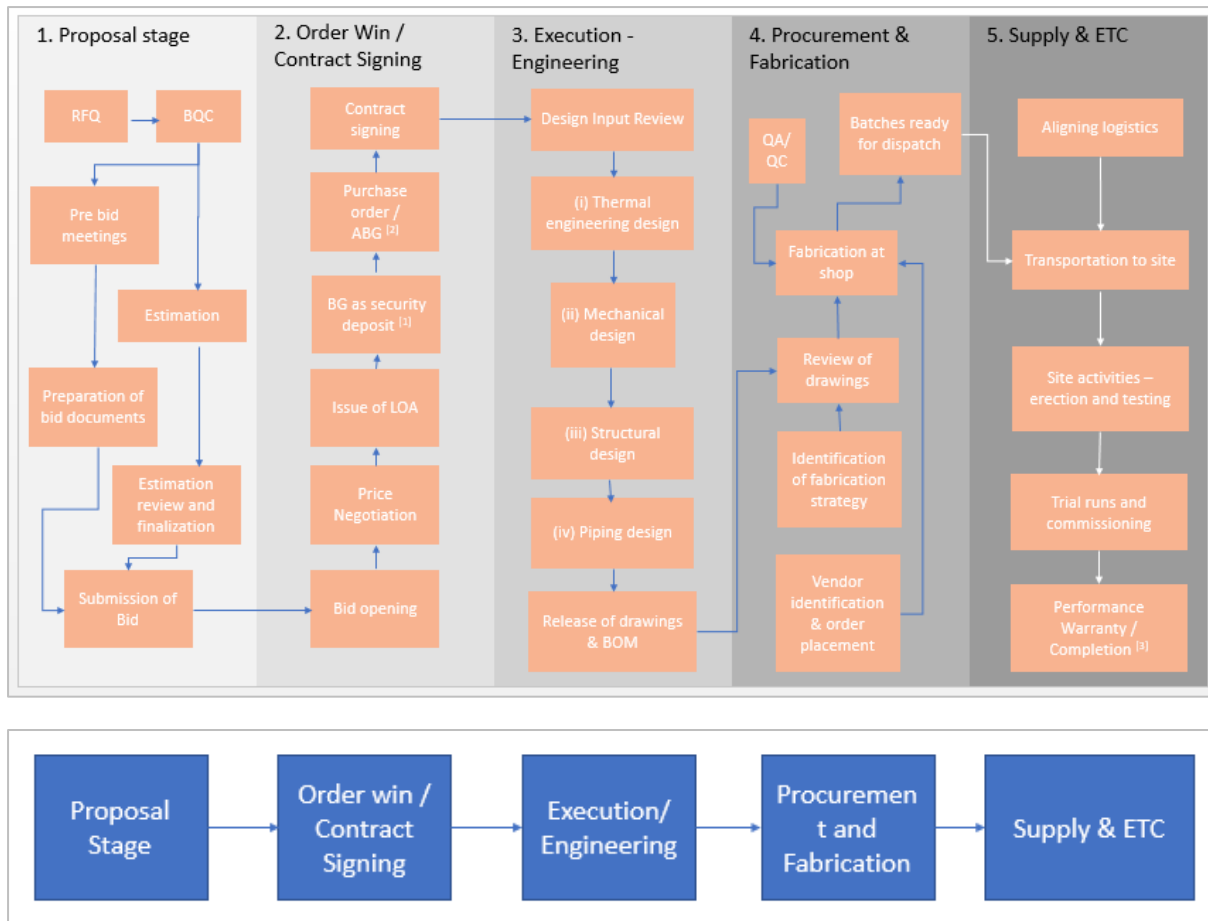 1. Proposal stage
RFQ
BQC
Pre bid
meetings
Estimation
Preparation of
bid documents
Estimation
review and
finalization
Submission of
Bid
2. Order Win /
Contract Signing
Contract
signing
Purchase
order /
ABG [2]
BG as security
deposit [1]
Issue of LOA
Price
Negotiation
Bid opening
3. Execution -
Engineering
Design Input Review
(i) Thermal
engineering design
(ii) Mechanical
design
(iii) Structural
design
(iv) Piping design
Release of drawings
& BOM
4. Procurement &
Fabrication
QA/
QC
Batches ready
for dispatch
Fabrication at
shop
Review of
drawings
Identification
of fabrication
strategy
Vendor
identification
& order
placement
5. Supply & ETC
Aligning logistics
Transportation to site
Site activities –
erection and testing
Trial runs and
commissioning
Performance
Warranty /
Completion [3]
Proposal
Stage
Order win /
Contract
Signing
Execution/
Engineering
Procuremen
t and
Fabrication
Supply & ETC